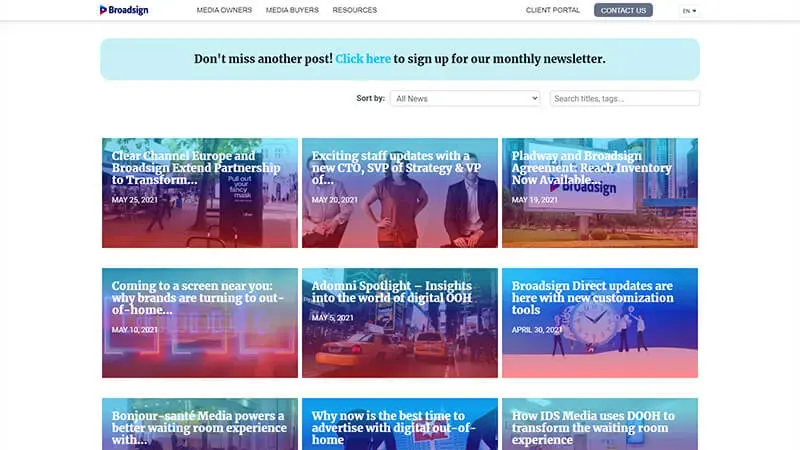 Broadsign
MEDIA OWNERS
MEDIA BUYERS
RESOURCES
CLIENT PORTAL
CONTACT US
EN
Don't miss another post! Click here to sign up for our monthly newsletter.
Sort by:
All News
Search titles, tags...
Clear Channel Europe and
Broadsign Extend Partnership
to Transform...
MAY 25, 2021
Pull out
your
fancy
mask
Exciting staff updates with a
new CTO, SVP of Strategy & VP
of...
MAY 20, 2021
Pladway and Broadsign
Agreement: Reach Inventory
Now Available...
MAY 19, 2021
Broadsign
Coming to a screen near you:
why brands are turning to out-
of-home...
MAY 10, 2021
Adomni Spotlight – Insights
into the world of digital OOH
MAY 5, 2021
Broadsign Direct updates are
here with new customization
tools
APRIL 30, 2021
Bonjour-santé Media powers a
better waiting room experience
with...
Why now is the best time to
advertise with digital out-of-
home
How IDS Media uses DOOH to
transform the waiting room
experience